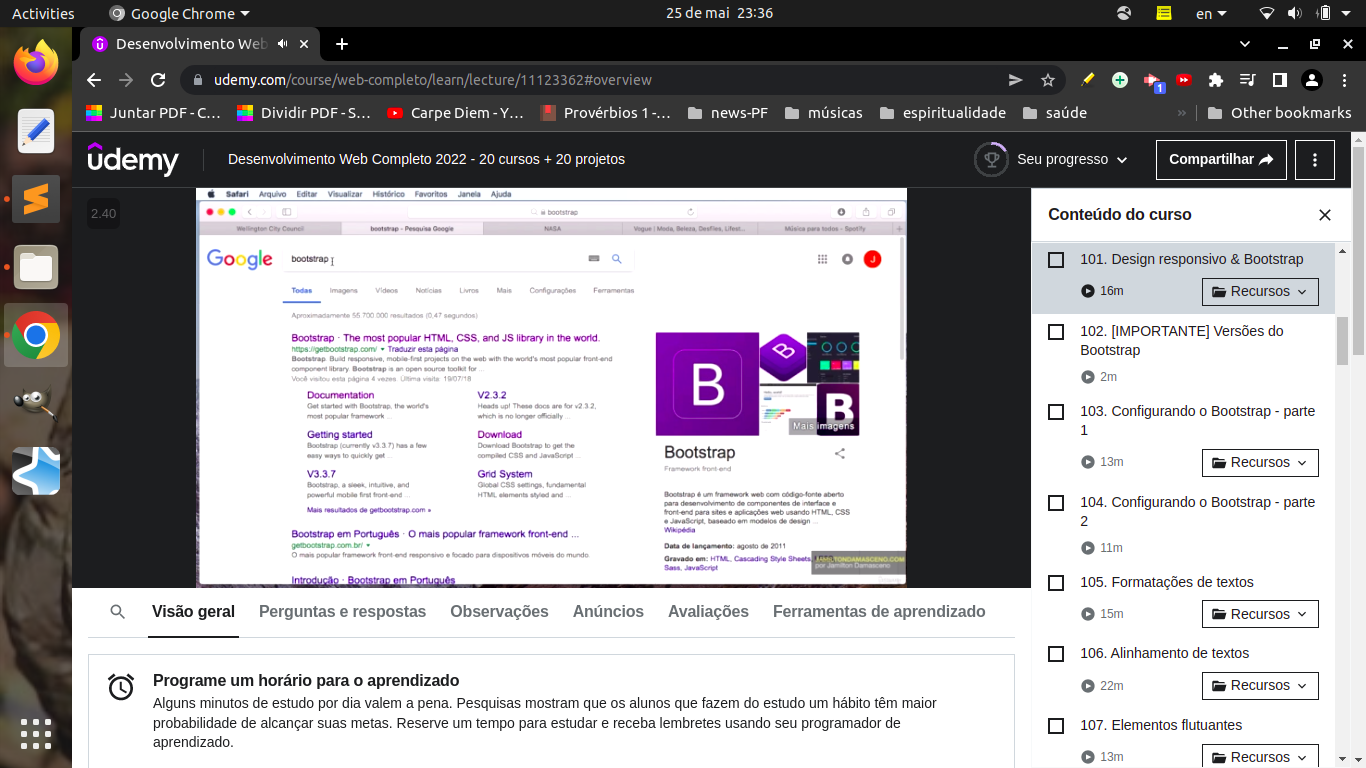 Activities
Google Chrome
25 de mai 23:36
en
Desenvolvimento Web
udemy.com/course/web-completo/learn/lecture/11123362#overview
1
Juntar PDF - C…
Dividir PDF - S…
Carpe Diem - Y…
Provérbios 1 -…
news-PF
músicas
espiritualidade
saúde
»
Other bookmarks
udemy
Desenvolvimento Web Completo 2022 - 20 cursos + 20 projetos
Seu progresso
Compartilhar
2.40
Safari Arquivo Editar Visualizar Histórico Favoritos Janela Ajuda
bootstrap
Wellington City Council
bootstrap - Pesquisa Google
NASA
Vogue | Moda, Beleza, Desfiles, Lifest...
Música para todos - Spotify
Google
bootstrap
J
Todas Imagens Vídeos Notícias Livros Mais Configurações Ferramentas
Aproximadamente 55.700.000 resultados (0,47 segundos)
Bootstrap · The most popular HTML, CSS, and JS library in the world.
https://getbootstrap.com/ ▾ Traduzir esta página
Bootstrap. Build responsive, mobile-first projects on the web with the world's most popular front-end
component library. Bootstrap is an open source toolkit for ...
Você visitou esta página 4 vezes. Última visita: 19/07/18
Documentation
Get started with Bootstrap, the world's
most popular framework ...
V2.3.2
Heads up! These docs are for v2.3.2,
which is no longer officially ...
Getting started
Bootstrap (currently v3.3.7) has a few
easy ways to quickly get ...
Download
Download Bootstrap to get the
compiled CSS and JavaScript ...
V3.3.7
Bootstrap, a sleek, intuitive, and
powerful mobile first front-end ...
Grid System
Global CSS settings, fundamental
HTML elements styled and ...
Mais resultados de getbootstrap.com »
Bootstrap em Português · O mais popular framework front-end ...
getbootstrap.com.br/ ▾
O mais popular framework front-end responsivo e focado para dispositivos móveis do mundo.
Introdução · Bootstrap em Português
B
B
B
Mais imagens
Bootstrap
Framework front-end
Bootstrap é um framework web com código-fonte aberto
para desenvolvimento de componentes de interface e
front-end para sites e aplicações web usando HTML, CSS
e JavaScript, baseado em modelos de design ...
Wikipédia
Data de lançamento: agosto de 2011
Gravado em: HTML, Cascading Style Sheets,
Sass, JavaScript
por Jamilton Damasceno
Visão geral
Perguntas e respostas
Observações
Anúncios
Avaliações
Ferramentas de aprendizado
Programe um horário para o aprendizado
Alguns minutos de estudo por dia valem a pena. Pesquisas mostram que os alunos que fazem do estudo um hábito têm maior
probabilidade de alcançar suas metas. Reserve um tempo para estudar e receba lembretes usando seu programador de
aprendizado.
Conteúdo do curso
101. Design responsivo & Bootstrap
16m
Recursos
102. [IMPORTANTE] Versões do
Bootstrap
2m
103. Configurando o Bootstrap - parte
1
13m
Recursos
104. Configurando o Bootstrap - parte
2
11m
105. Formatações de textos
15m
Recursos
106. Alinhamento de textos
22m
Recursos
107. Elementos flutuantes
13m
Recursos